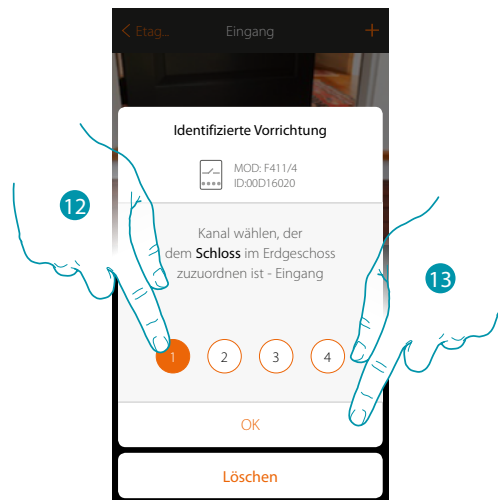 < Etag... Eingang +
Identifizierte Vorrichtung
MOD: F411/4
ID:00D16020
12
Kanal wählen, der
dem Schloss im Erdgeschoss
zuzuordnen ist - Eingang
13
1 2 3 4
OK
Löschen